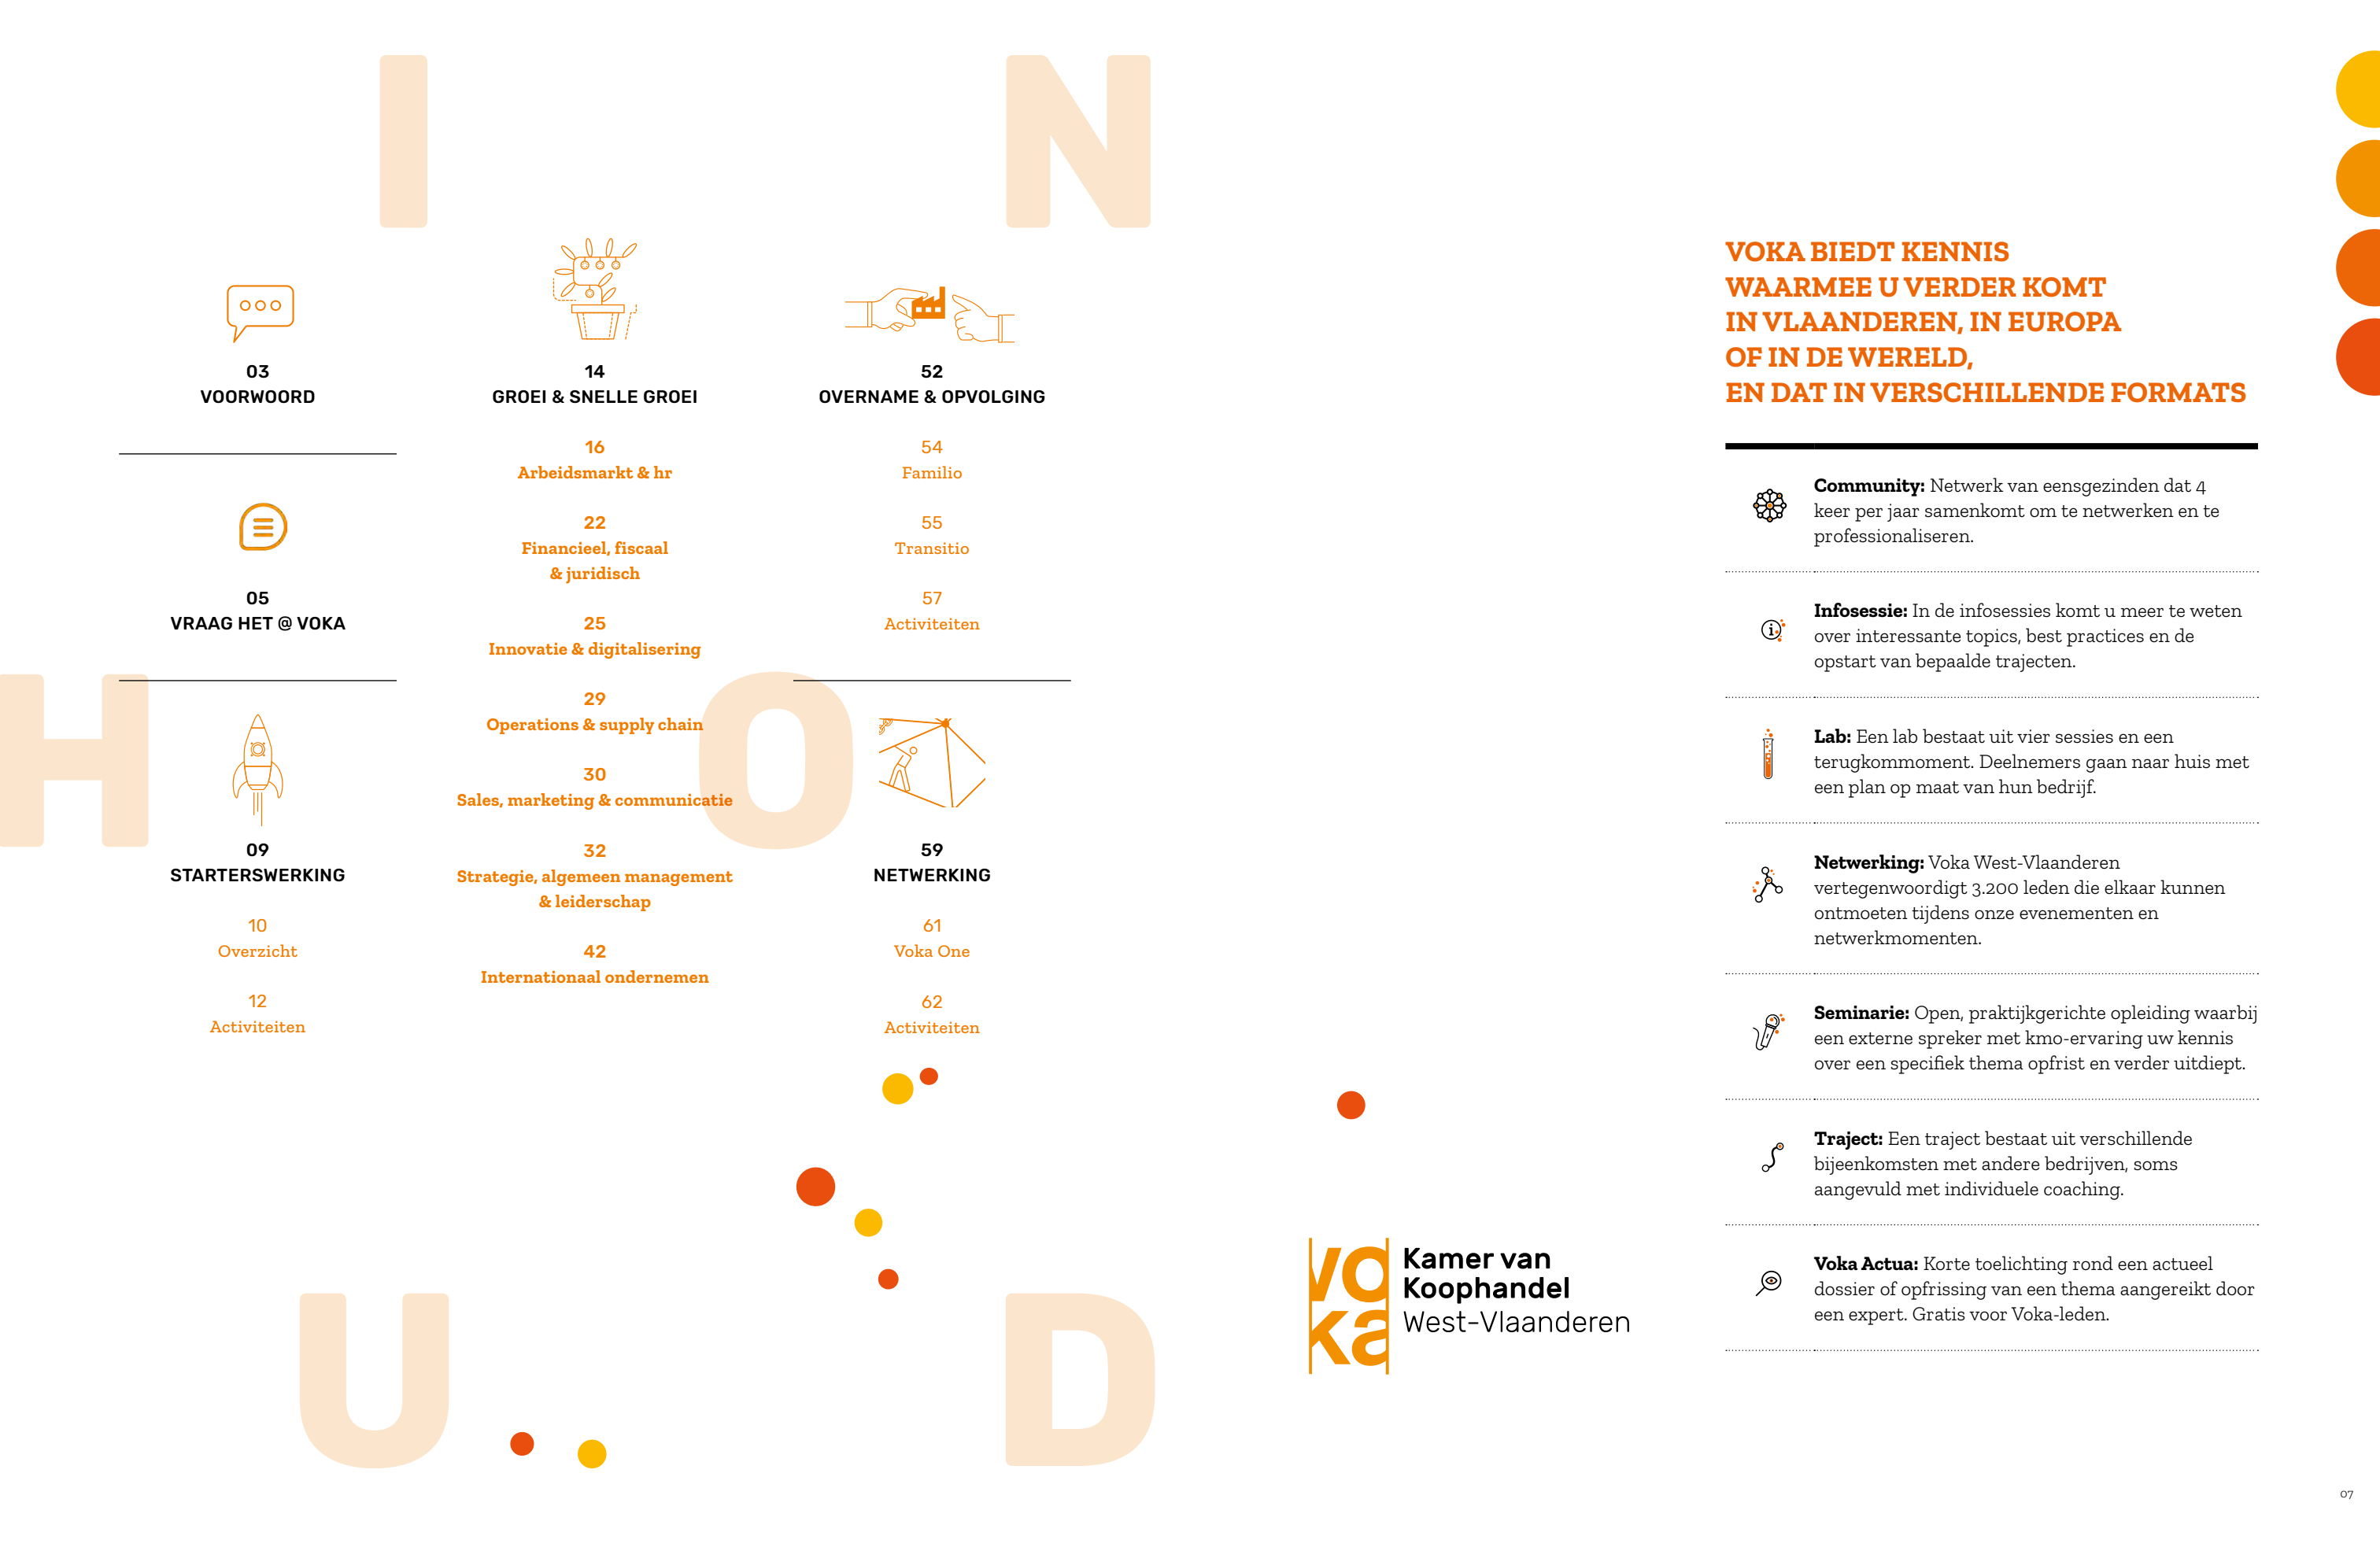 I N
H O
U D
03
VOORWOORD
05
VRAAG HET @ VOKA
09
STARTERSWERKING
10
Overzicht
12
Activiteiten
14
GROEI & SNELLE GROEI
16
Arbeidsmarkt & hr
22
Financieel, fiscaal
& juridisch
25
Innovatie & digitalisering
29
Operations & supply chain
30
Sales, marketing & communicatie
32
Strategie, algemeen management
& leiderschap
42
Internationaal ondernemen
52
OVERNAME & OPVOLGING
54
Familio
55
Transitio
57
Activiteiten
59
NETWERKING
61
Voka One
62
Activiteiten
vo
ka
Kamer van
Koophandel
West-Vlaanderen
VOKA BIEDT KENNIS
WAARMEE U VERDER KOMT
IN VLAANDEREN, IN EUROPA
OF IN DE WERELD,
EN DAT IN VERSCHILLENDE FORMATS
Community: Netwerk van eensgezinden dat 4
keer per jaar samenkomt om te netwerken en te
professionaliseren.
Infosessie: In de infosessies komt u meer te weten
over interessante topics, best practices en de
opstart van bepaalde trajecten.
Lab: Een lab bestaat uit vier sessies en een
terugkommoment. Deelnemers gaan naar huis met
een plan op maat van hun bedrijf.
Netwerking: Voka West-Vlaanderen
vertegenwoordigt 3.200 leden die elkaar kunnen
ontmoeten tijdens onze evenementen en
netwerkmomenten.
Seminarie: Open, praktijkgerichte opleiding waarbij
een externe spreker met kmo-ervaring uw kennis
over een specifiek thema opfrist en verder uitdiept.
Traject: Een traject bestaat uit verschillende
bijeenkomsten met andere bedrijven, soms
aangevuld met individuele coaching.
Voka Actua: Korte toelichting rond een actueel
dossier of opfrissing van een thema aangereikt door
een expert. Gratis voor Voka-leden.
07